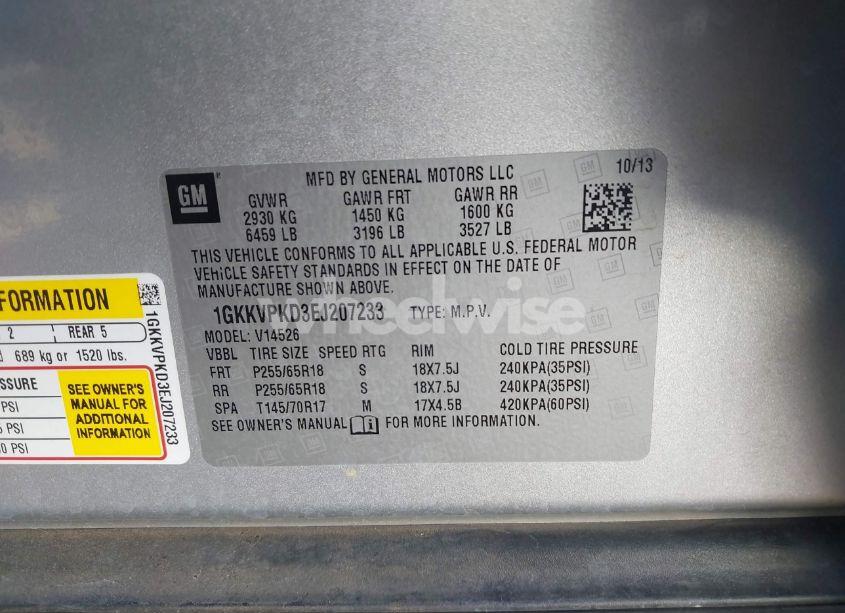 MFD BY GENERAL MOTORS LLC 10/13
GM
GVWR GAWR FRT GAWR RR
2930 KG 1450 KG 1600 KG
6459 LB 3196 LB 3527 LB
THIS VEHICLE CONFORMS TO ALL APPLICABLE U.S. FEDERAL MOTOR
VEHICLE SAFETY STANDARDS IN EFFECT ON THE DATE OF
MANUFACTURE SHOWN ABOVE.
1GKKVPKD3EJ207233 TYPE: M.P.V.
MODEL: V14526
VBBL TIRE SIZE SPEED RTG RIM COLD TIRE PRESSURE
FRT P255/65R18 S 18X7.5J 240KPA(35PSI)
RR P255/65R18 S 18X7.5J 240KPA(35PSI)
SPA T145/70R17 M 17X4.5B 420KPA(60PSI)
SEE OWNER'S MANUAL FOR MORE INFORMATION.
wheelwise
FORMATION
2 REAR 5
689 kg or 1520 lbs.
SSURE
PSI
PSI
0 PSI
SEE OWNER'S
MANUAL FOR
ADDITIONAL
INFORMATION
1GKKVPKD3EJ207233